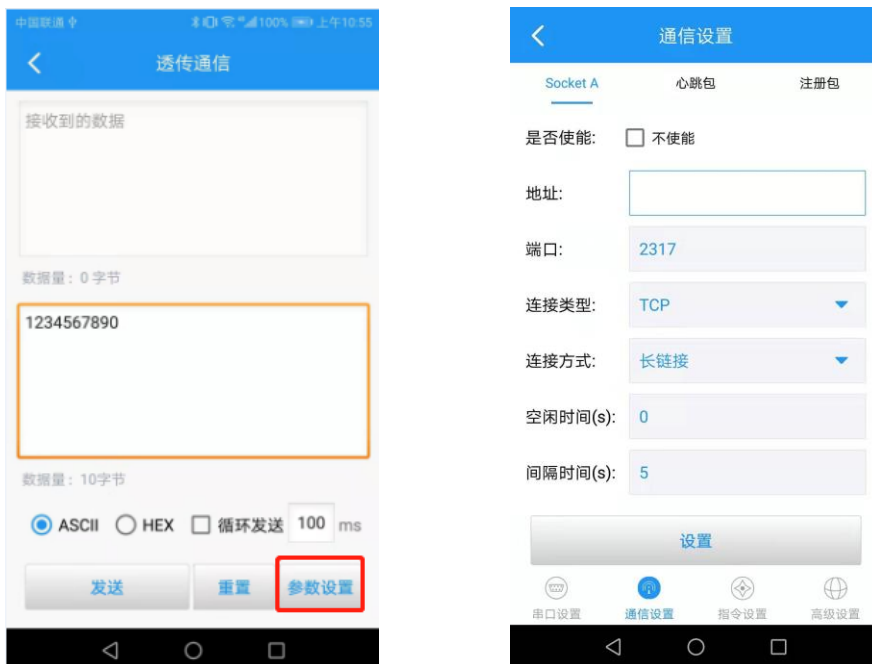 中国联通 100% 上午10:55
透传通信
接收到的数据
数据量：0 字节
1234567890
数据量：10字节
ASCII HEX 循环发送 100 ms
发送 重置 参数设置
通信设置
Socket A 心跳包 注册包
是否使能: 不使能
地址:
端口: 2317
连接类型: TCP
连接方式: 长链接
空闲时间(s): 0
间隔时间(s): 5
设置
串口设置 通信设置 指令设置 高级设置